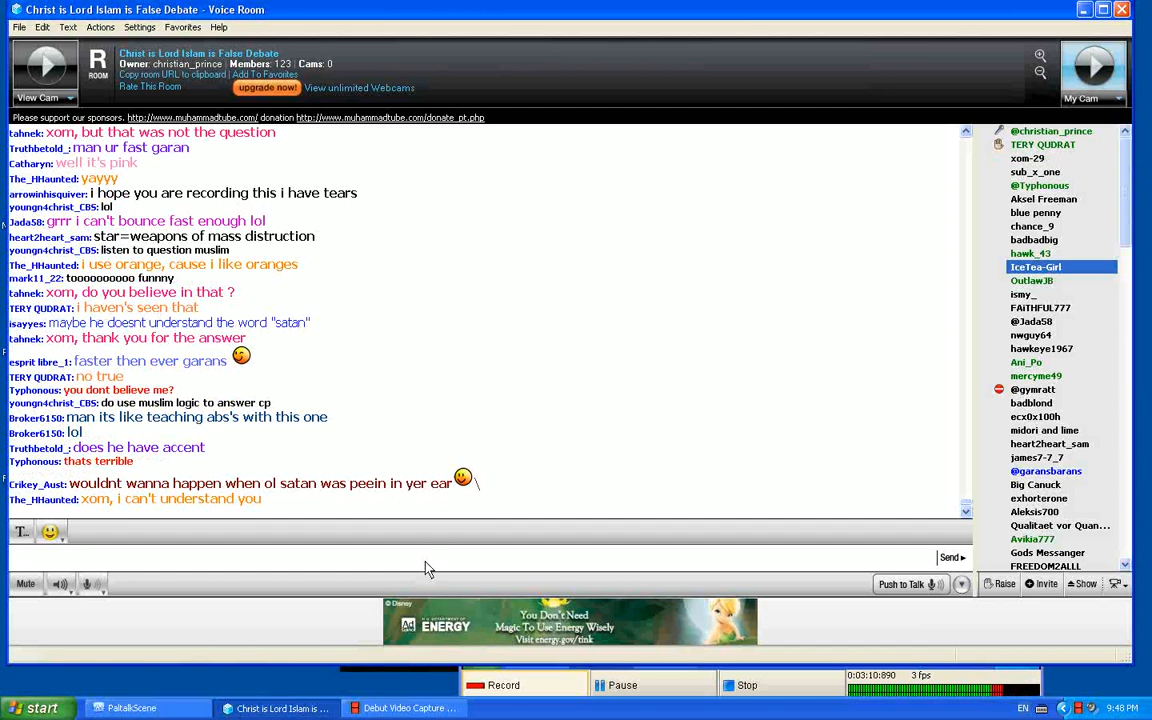 Christ is Lord Islam is False Debate - Voice Room
File Edit Text Actions Settings Favorites Help
Christ is Lord Islam is False Debate
Owner: christian_prince | Members: 123 | Cams: 0
Copy room URL to clipboard | Add To Favorites
Rate This Room upgrade now! View unlimited Webcams
R
ROOM
View Cam
My Cam
Please support our sponsors. http://www.muhammadtube.com/ donation http://www.muhammadtube.com/donate_pt.php
tahnek: xom, but that was not the question
Truthbetold_: man ur fast garan
Catharyn: well it's pink
The_HHaunted: yayyy
arrowinhisquiver: i hope you are recording this i have tears
youngn4christ_CBS: lol
Jada58: grrr i can't bounce fast enough lol
heart2heart_sam: star=weapons of mass distruction
youngn4christ_CBS: listen to question muslim
The_HHaunted: i use orange, cause i like oranges
mark11_22: toooooooooo funnny
tahnek: xom, do you believe in that ?
TERY QUDRAT: i haven's seen that
isayyes: maybe he doesnt understand the word "satan"
tahnek: xom, thank you for the answer
esprit libre_1: faster then ever garans
TERY QUDRAT: no true
Typhonous: you dont believe me?
youngn4christ_CBS: do use muslim logic to answer cp
Broker6150: man its like teaching abs's with this one
Broker6150: lol
Truthbetold_: does he have accent
Typhonous: thats terrible
Crikey_Aust: wouldnt wanna happen when ol satan was peein in yer ear \
The_HHaunted: xom, i can't understand you
@christian_prince
TERY QUDRAT
xom-29
sub_x_one
@Typhonous
Aksel Freeman
blue penny
chance_9
badbadbig
hawk_43
IceTea-Girl
OutlawJB
ismy_
FAiTHFUL777
@Jada58
nwguy64
hawkeye1967
Ani_Po
mercyme49
@gymratt
badblond
ecx0x100h
midori and lime
heart2heart_sam
james7-7_7
@garansbarans
Big Canuck
exhorterone
Aleksis700
Qualitaet vor Quan...
Avikia777
Gods Messanger
FREEDOM2ALLL
T...
Send
Mute
Push to Talk
Raise Invite Show
© Disney
Ad Council
U.S. DEPARTMENT OF
ENERGY
You Don't Need
Magic To Use Energy Wisely
Visit energy.gov/tink
Record Pause Stop 0:03:10:890 3 fps
start PaltalkScene Christ is Lord Islam is ... Debut Video Capture ... EN 9:48 PM